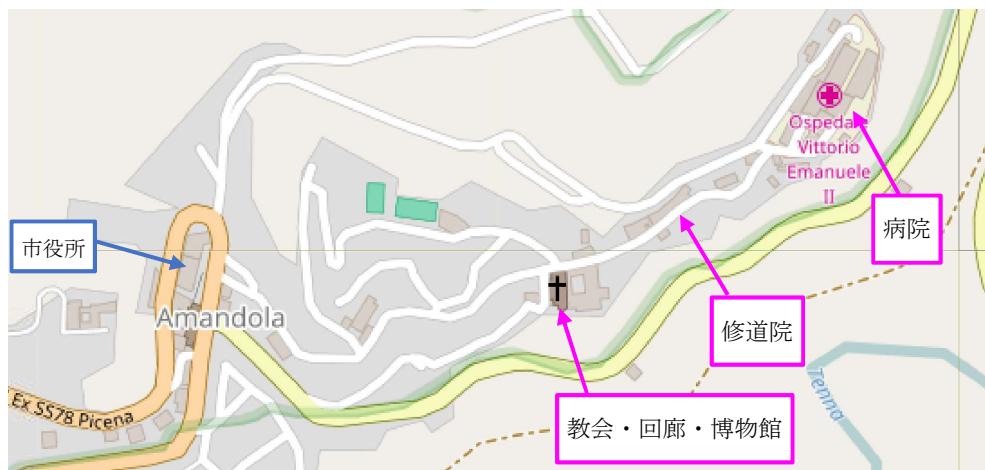 Ospedale
Vittorio
Emanuele
II
病院
市役所
修道院
Amandola
Tenna
Ex SS78 Picena
教会・回廊・博物館